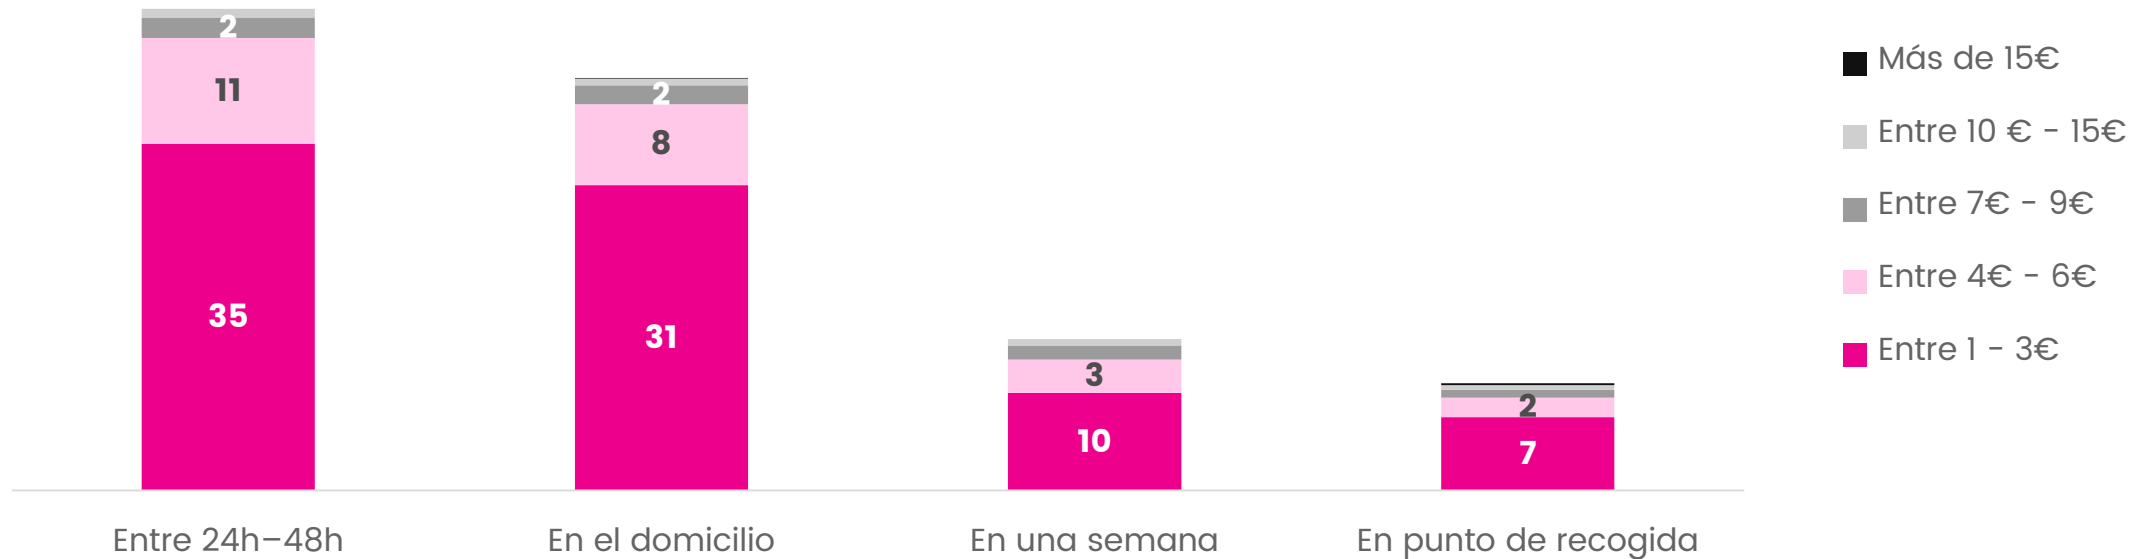 2
11
35
Entre 24h–48h
2
8
31
En el domicilio
3
10
En una semana
2
7
En punto de recogida
Más de 15€
Entre 10 € - 15€
Entre 7€ - 9€
Entre 4€ - 6€
Entre 1 - 3€